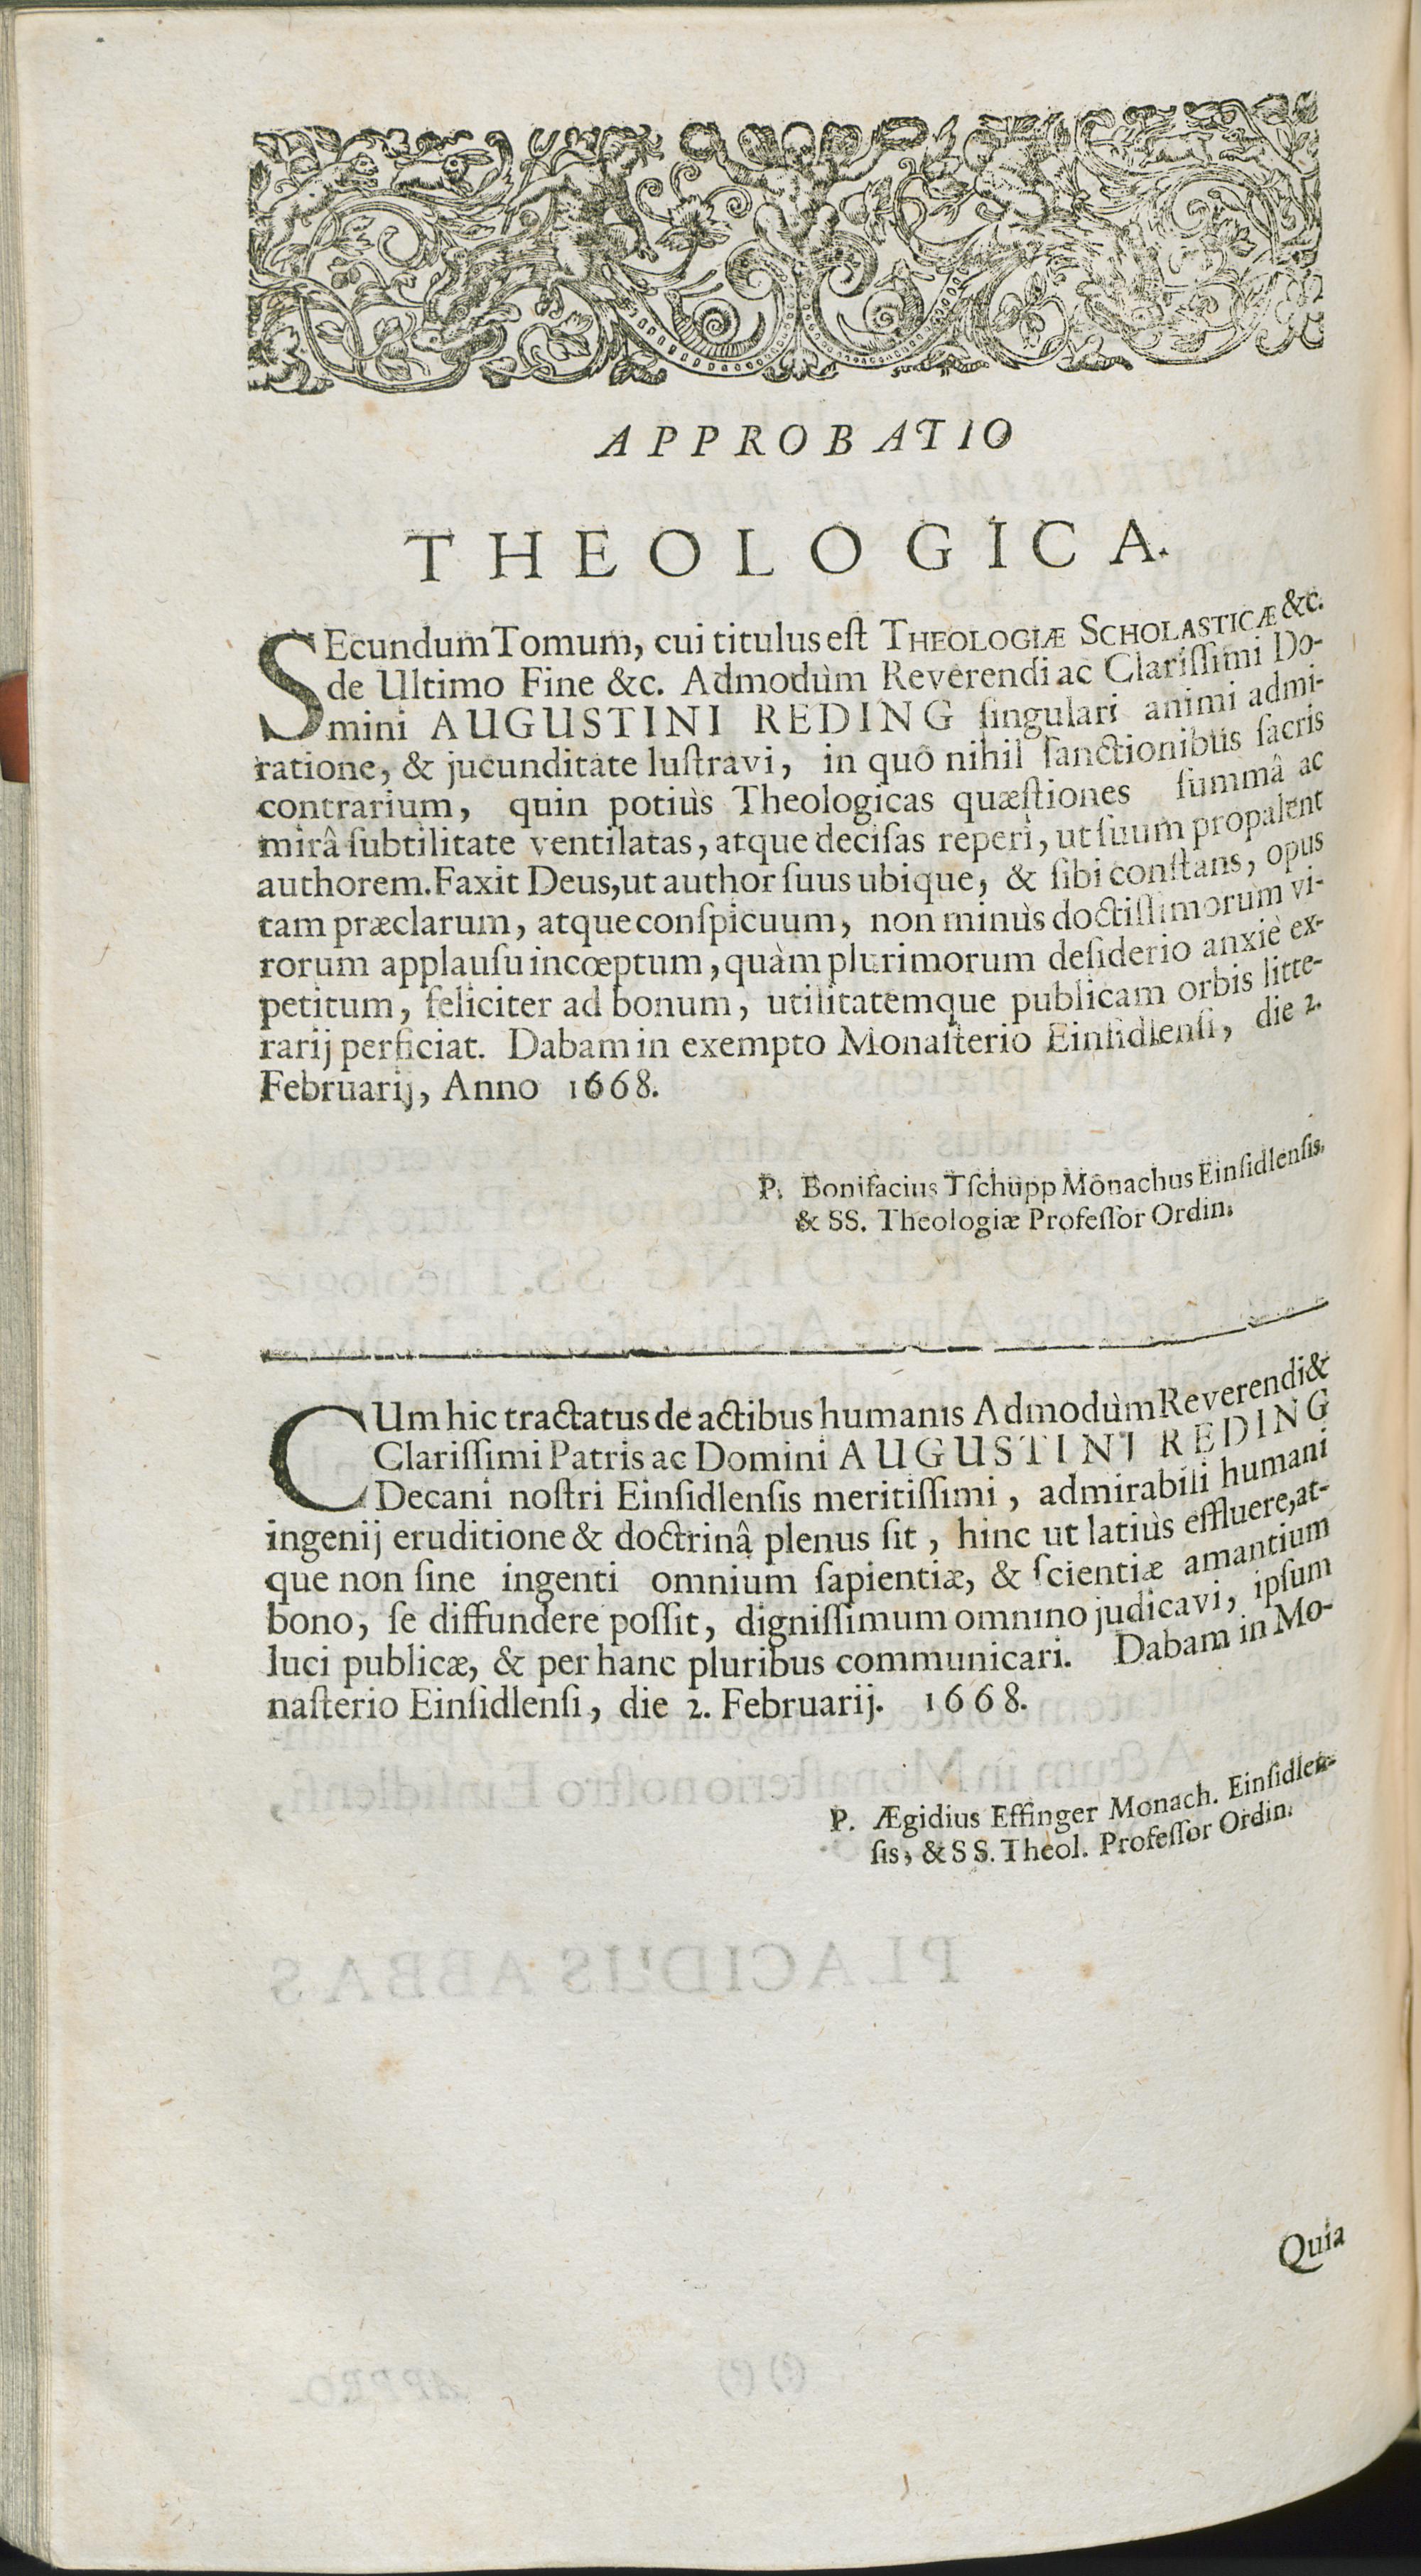 APPROBATIO
THEOLOGICA.
SEcundum Tomum, cui titulus eſt THEOLOGIÆ SCHOLASTICÆ &c.
de Ultimo Fine &c. Admodùm Reverendi ac Clariſſimi Do-
mini AUGUSTINI REDING ſingulari animi admi-
ratione, & jucunditate luſtravi, in quô nihil ſanctionibus ſacris
contrarium, quin potiùs Theologicas quæſtiones ſummâ ac
mirâ ſubtilitate ventilatas, atque deciſas reperi, ut ſuum propalent
authorem. Faxit Deus, ut author ſuus ubique, & ſibi conſtans, opus
tam præclarum, atque conſpicuum, non minùs doctiſſimorum vi-
rorum applauſu incœptum, quàm plurimorum deſiderio anxiè ex-
petitum, feliciter ad bonum, utilitatemque publicam orbis litte-
rarij perficiat. Dabam in exempto Monaſterio Einſidlenſi, die 2.
Februarij, Anno 1668.
P. Bonifacius Tſchupp Monachus Einſidlenſis.
& SS. Theologiæ Profeſſor Ordin.
CUm hic tractatus de actibus humanis Admodùm Reverendi &
Clariſſimi Patris ac Domini AUGUSTINI REDING
Decani noſtri Einſidlenſis meritiſſimi, admirabili humani
ingenij eruditione & doctrinâ plenus ſit, hinc ut latiùs effluere, at-
que non ſine ingenti omnium ſapientiæ, & ſcientiæ amantium
bono, ſe diffundere poſſit, digniſſimum omnino judicavi, ipſum
luci publicæ, & per hanc pluribus communicari. Dabam in Mo-
naſterio Einſidlenſi, die 2. Februarij. 1668.
P. Ægidius Effinger Monach. Einſidlen-
ſis, & SS. Theol. Profeſſor Ordin.
Quia